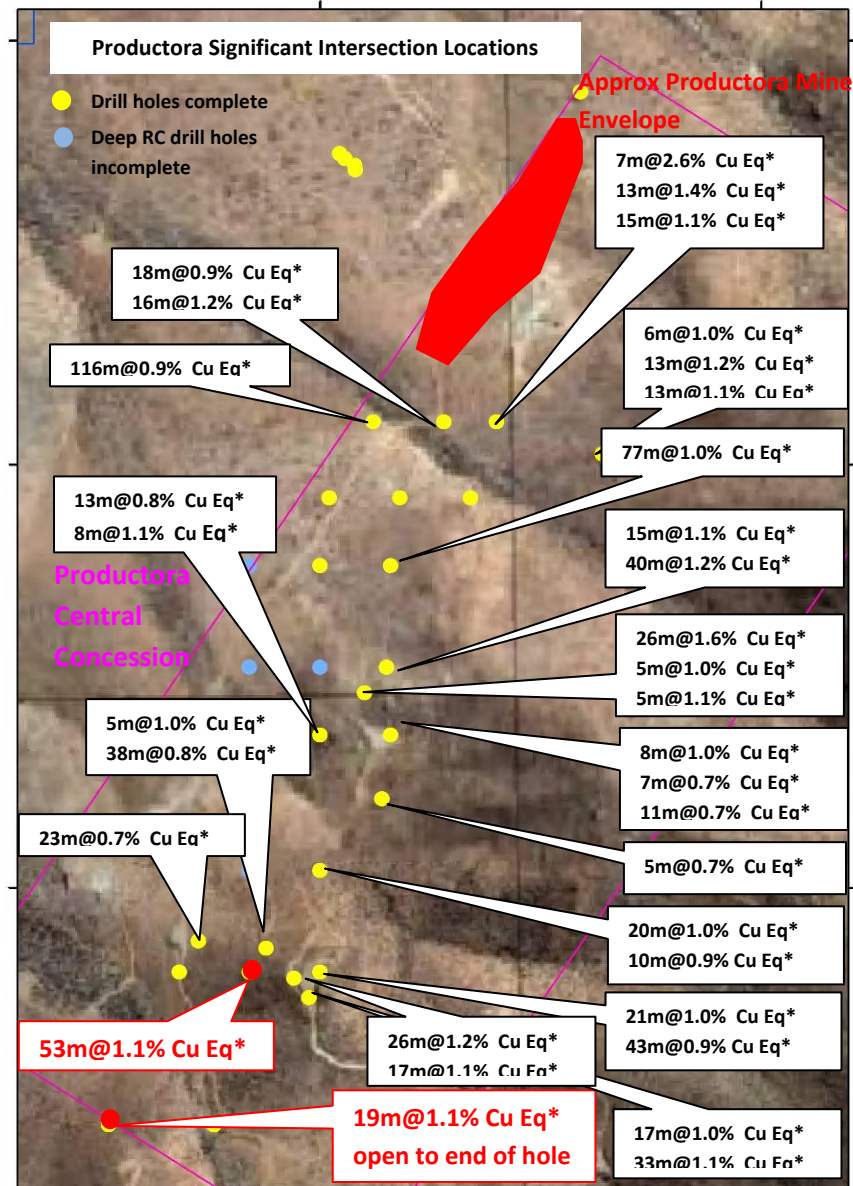 Productora Significant Intersection Locations
Drill holes complete
Deep RC drill holes
incomplete
Approx Productora Mine
Envelope
7m@2.6% Cu Eq*
13m@1.4% Cu Eq*
15m@1.1% Cu Eq*
18m@0.9% Cu Eq*
16m@1.2% Cu Eq*
116m@0.9% Cu Eq*
6m@1.0% Cu Eq*
13m@1.2% Cu Eq*
13m@1.1% Cu Eq*
77m@1.0% Cu Eq*
13m@0.8% Cu Eq*
8m@1.1% Cu Eq*
15m@1.1% Cu Eq*
40m@1.2% Cu Eq*
Productora
Central
Concession
26m@1.6% Cu Eq*
5m@1.0% Cu Eq*
5m@1.1% Cu Eq*
5m@1.0% Cu Eq*
38m@0.8% Cu Eq*
8m@1.0% Cu Eq*
7m@0.7% Cu Eq*
11m@0.7% Cu Eq*
23m@0.7% Cu Eq*
5m@0.7% Cu Eq*
20m@1.0% Cu Eq*
10m@0.9% Cu Eq*
53m@1.1% Cu Eq*
26m@1.2% Cu Eq*
17m@1.1% Cu Eq*
21m@1.0% Cu Eq*
43m@0.9% Cu Eq*
19m@1.1% Cu Eq*
open to end of hole
17m@1.0% Cu Eq*
33m@1.1% Cu Eq*